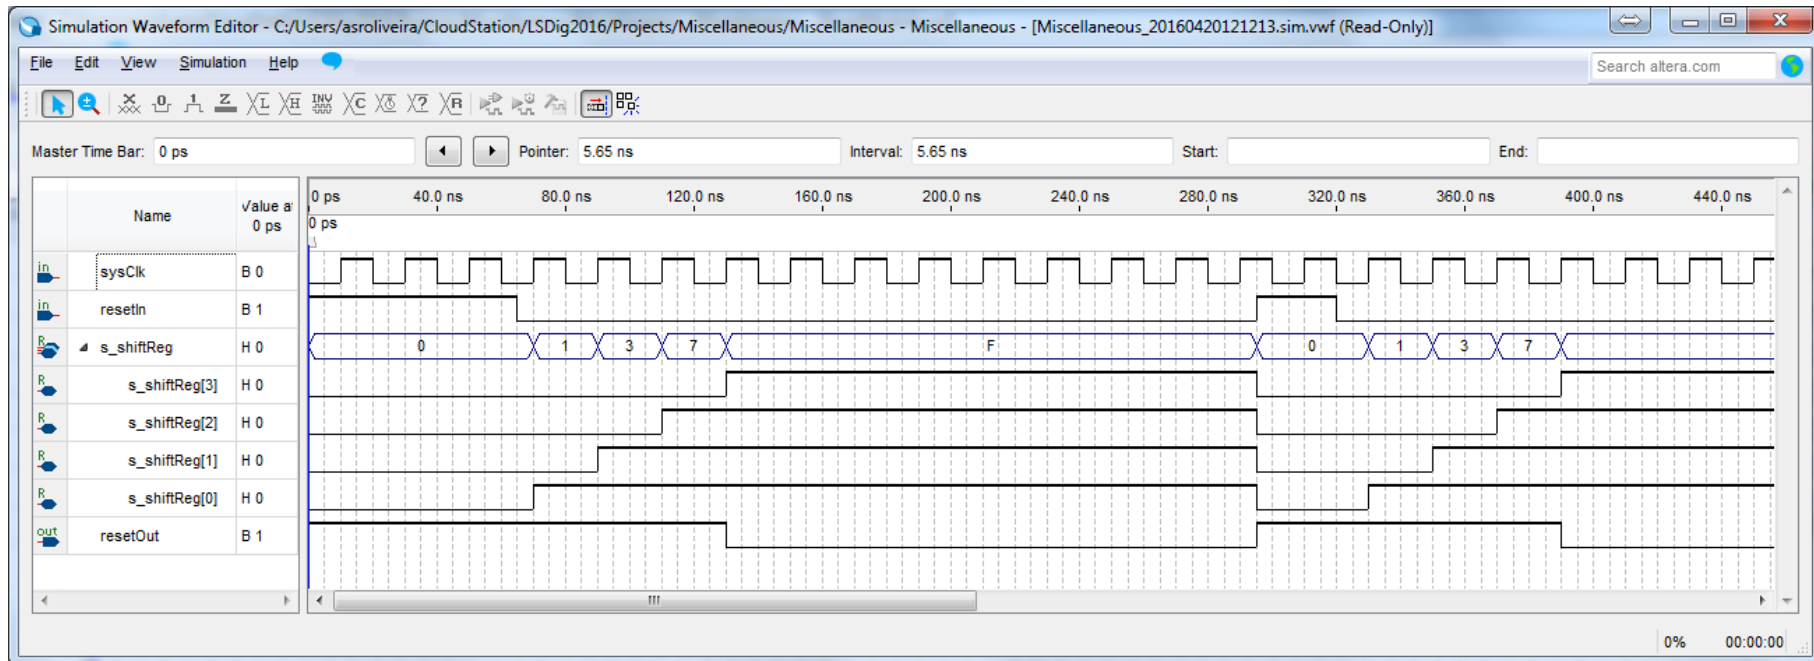 Simulation Waveform Editor - C:/Users/asroliveira/CloudStation/LSDig2016/Projects/Miscellaneous/Miscellaneous - Miscellaneous - [Miscellaneous_20160420121213.sim.vwf (Read-Only)]
File Edit View Simulation Help
Search altera.com
Master Time Bar: 0 ps Pointer: 5.65 ns Interval: 5.65 ns Start: End:
Name Value at 0 ps
0 ps 40.0 ns 80.0 ns 120.0 ns 160.0 ns 200.0 ns 240.0 ns 280.0 ns 320.0 ns 360.0 ns 400.0 ns 440.0 ns
0 ps
in sysClk B 0
in resetIn B 1
R s_shiftReg H 0 0 1 3 7 F 0 1 3 7
R s_shiftReg[3] H 0
R s_shiftReg[2] H 0
R s_shiftReg[1] H 0
R s_shiftReg[0] H 0
out resetOut B 1
0% 00:00:00